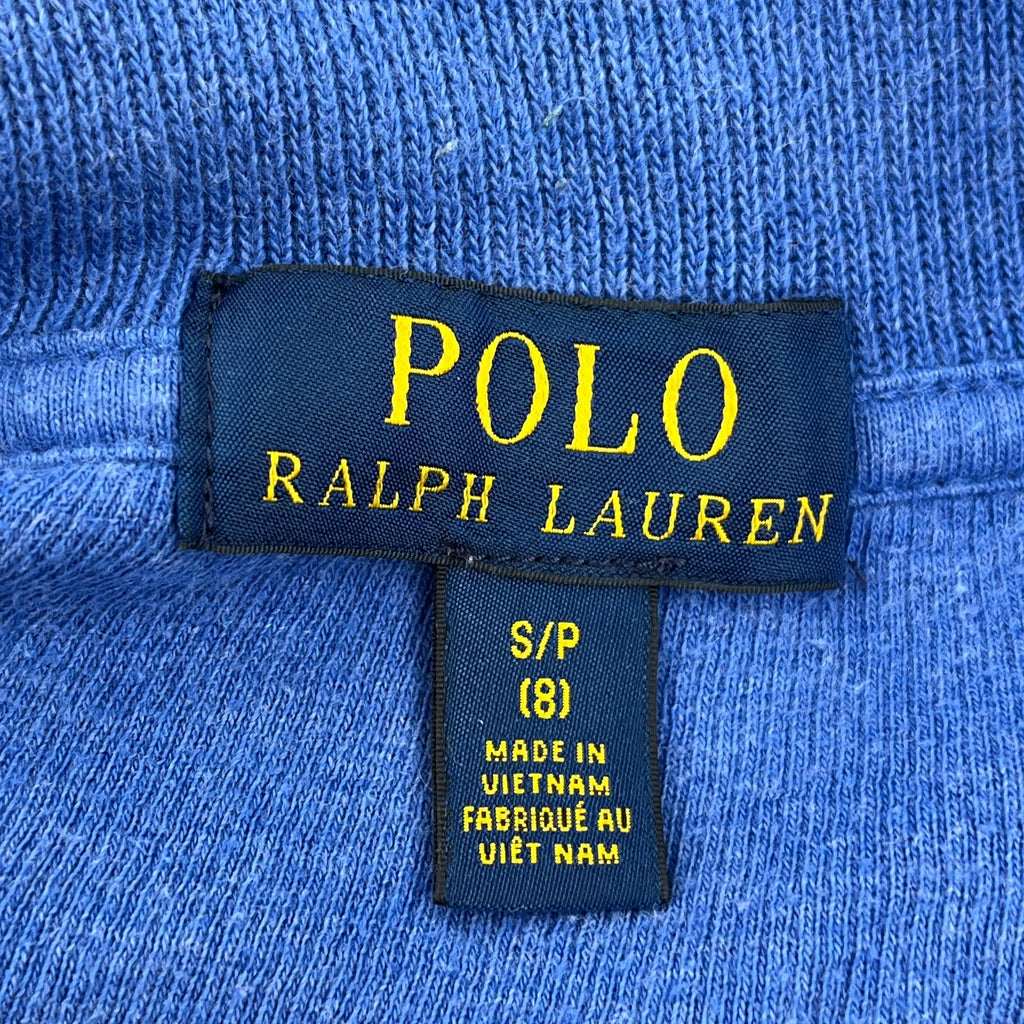 POLO
RALPH LAUREN
S/P
(8)
MADE IN
VIETNAM
FABRIQUÉ AU
VIÊT NAM